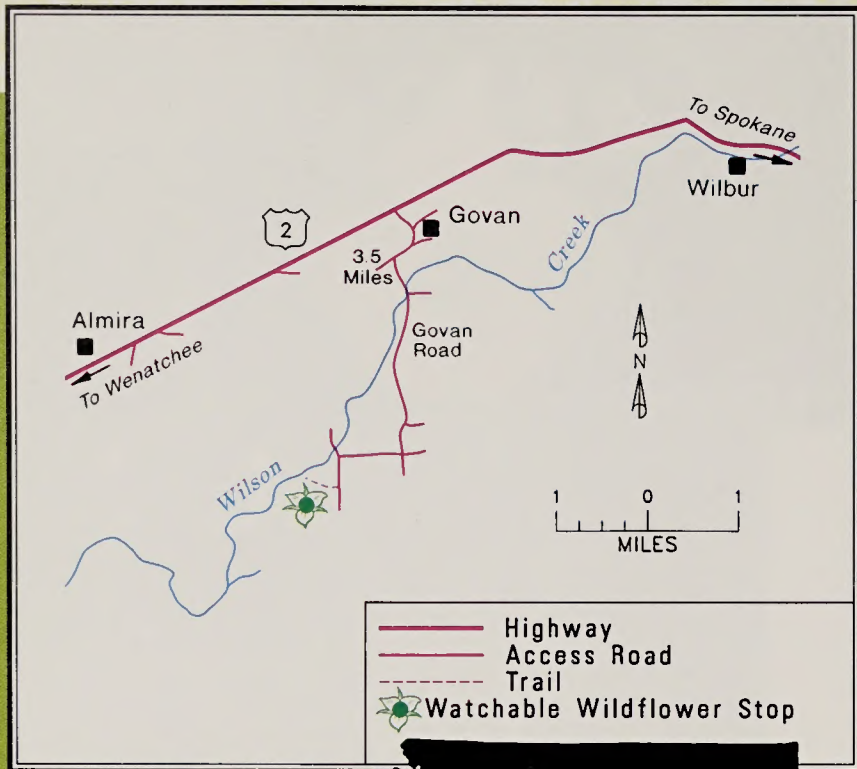 To Spokane
Wilbur
Govan
2
3.5
Miles
Creek
Almira
To Wenatchee
Govan
Road
N
Wilson
1 0 1
MILES
Highway
Access Road
Trail
Watchable Wildflower Stop